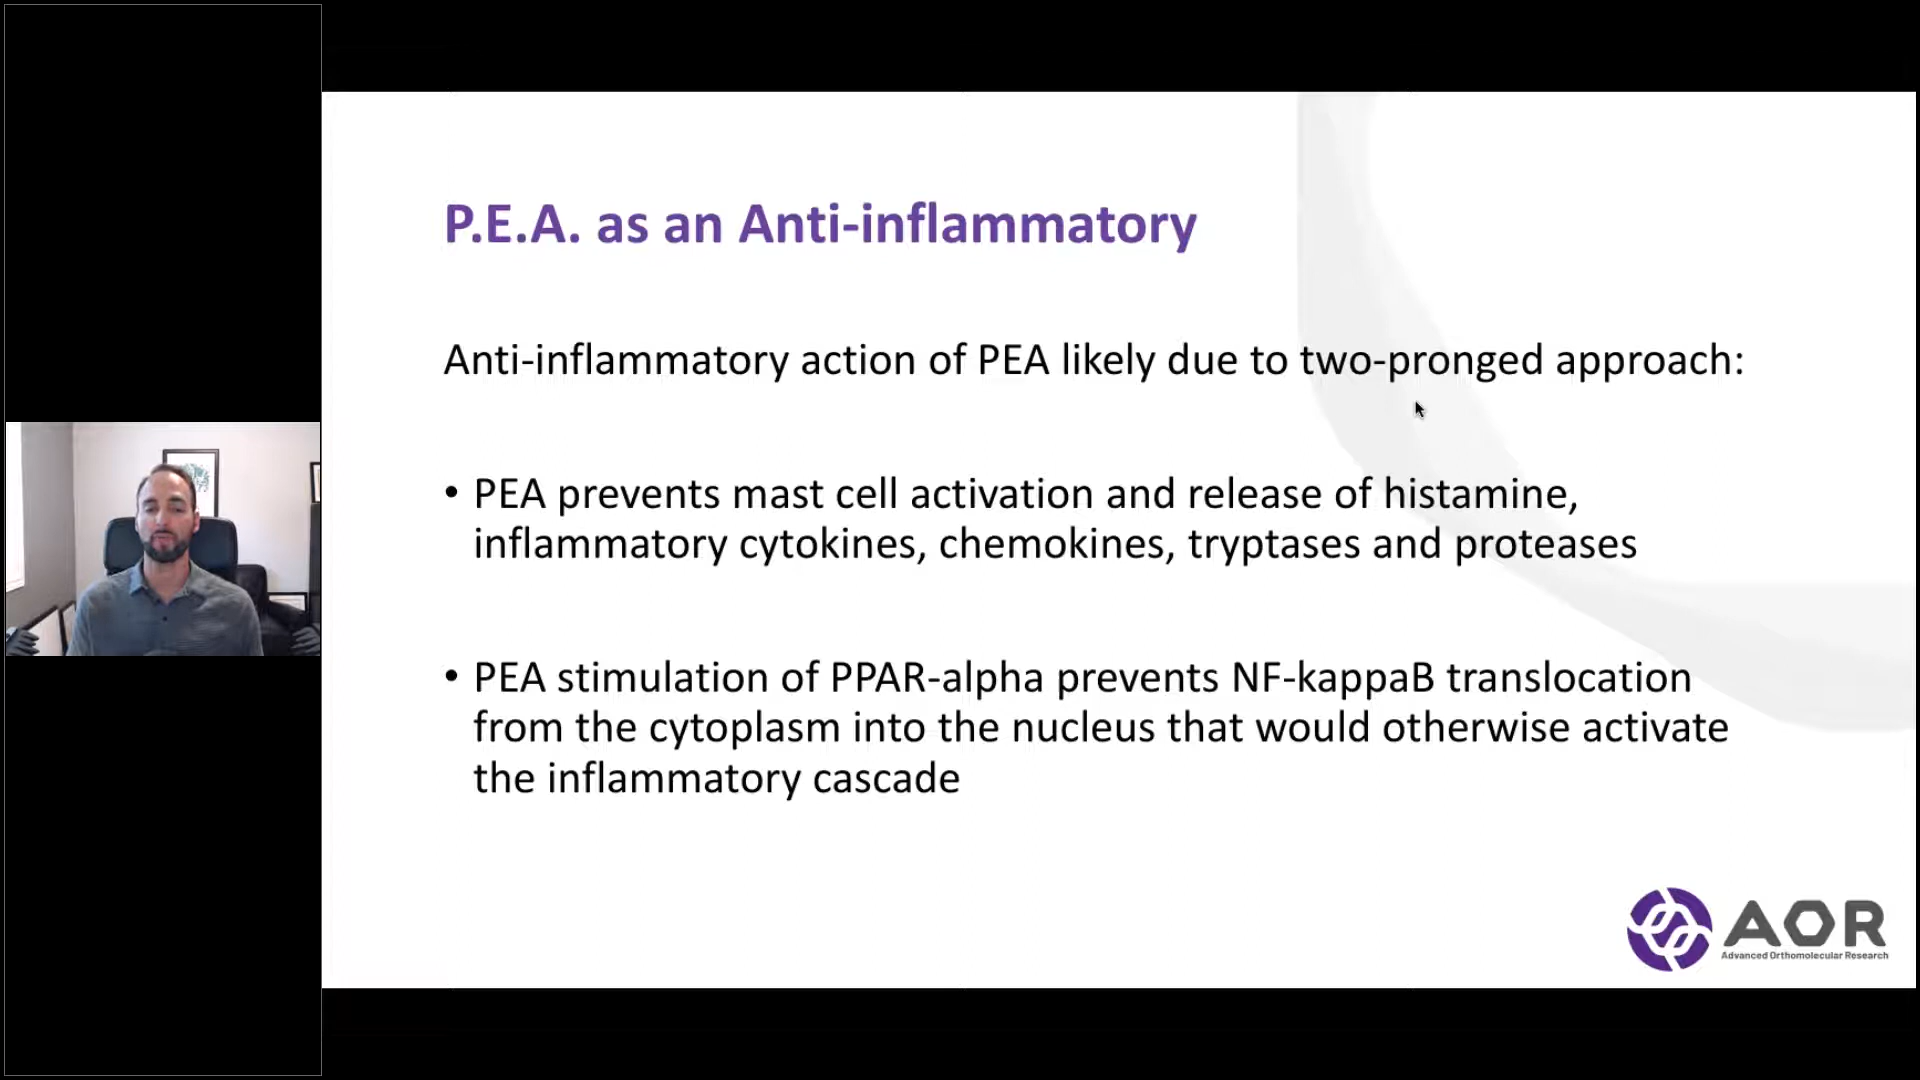 P.E.A. as an Anti-inflammatory
Anti-inflammatory action of PEA likely due to two-pronged approach:
• PEA prevents mast cell activation and release of histamine,
inflammatory cytokines, chemokines, tryptases and proteases
• PEA stimulation of PPAR-alpha prevents NF-kappaB translocation
from the cytoplasm into the nucleus that would otherwise activate
the inflammatory cascade
AOR
Advanced Orthomolecular Research